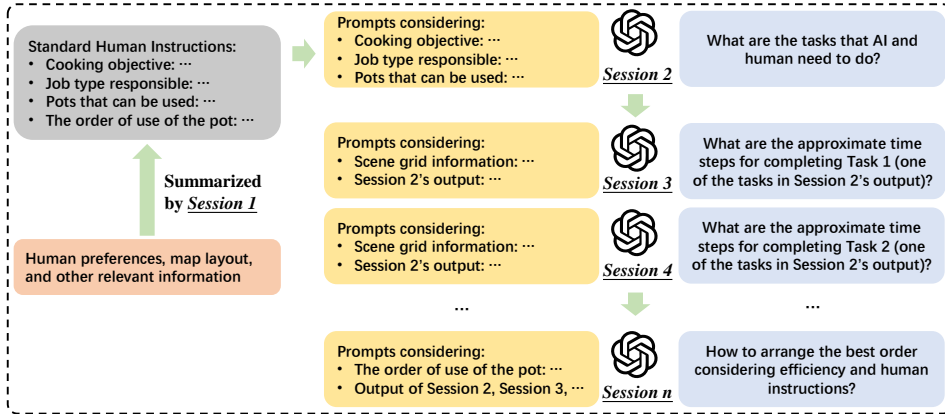 Standard Human Instructions:
• Cooking objective: ···
• Job type responsible: ···
• Pots that can be used: ···
• The order of use of the pot: ···
Summarized
by Session 1
Human preferences, map layout,
and other relevant information
Prompts considering:
• Cooking objective: ···
• Job type responsible: ···
• Pots that can be used: ···
Session 2
What are the tasks that AI and
human need to do?
Prompts considering:
• Scene grid information: ···
• Session 2's output: ···
Session 3
What are the approximate time
steps for completing Task 1 (one
of the tasks in Session 2's output)?
Prompts considering:
• Scene grid information: ···
• Session 2's output: ···
Session 4
What are the approximate time
steps for completing Task 2 (one
of the tasks in Session 2's output)?
...
...
Prompts considering:
• The order of use of the pot: ···
• Output of Session 2, Session 3, ···
Session n
How to arrange the best order
considering efficiency and human
instructions?